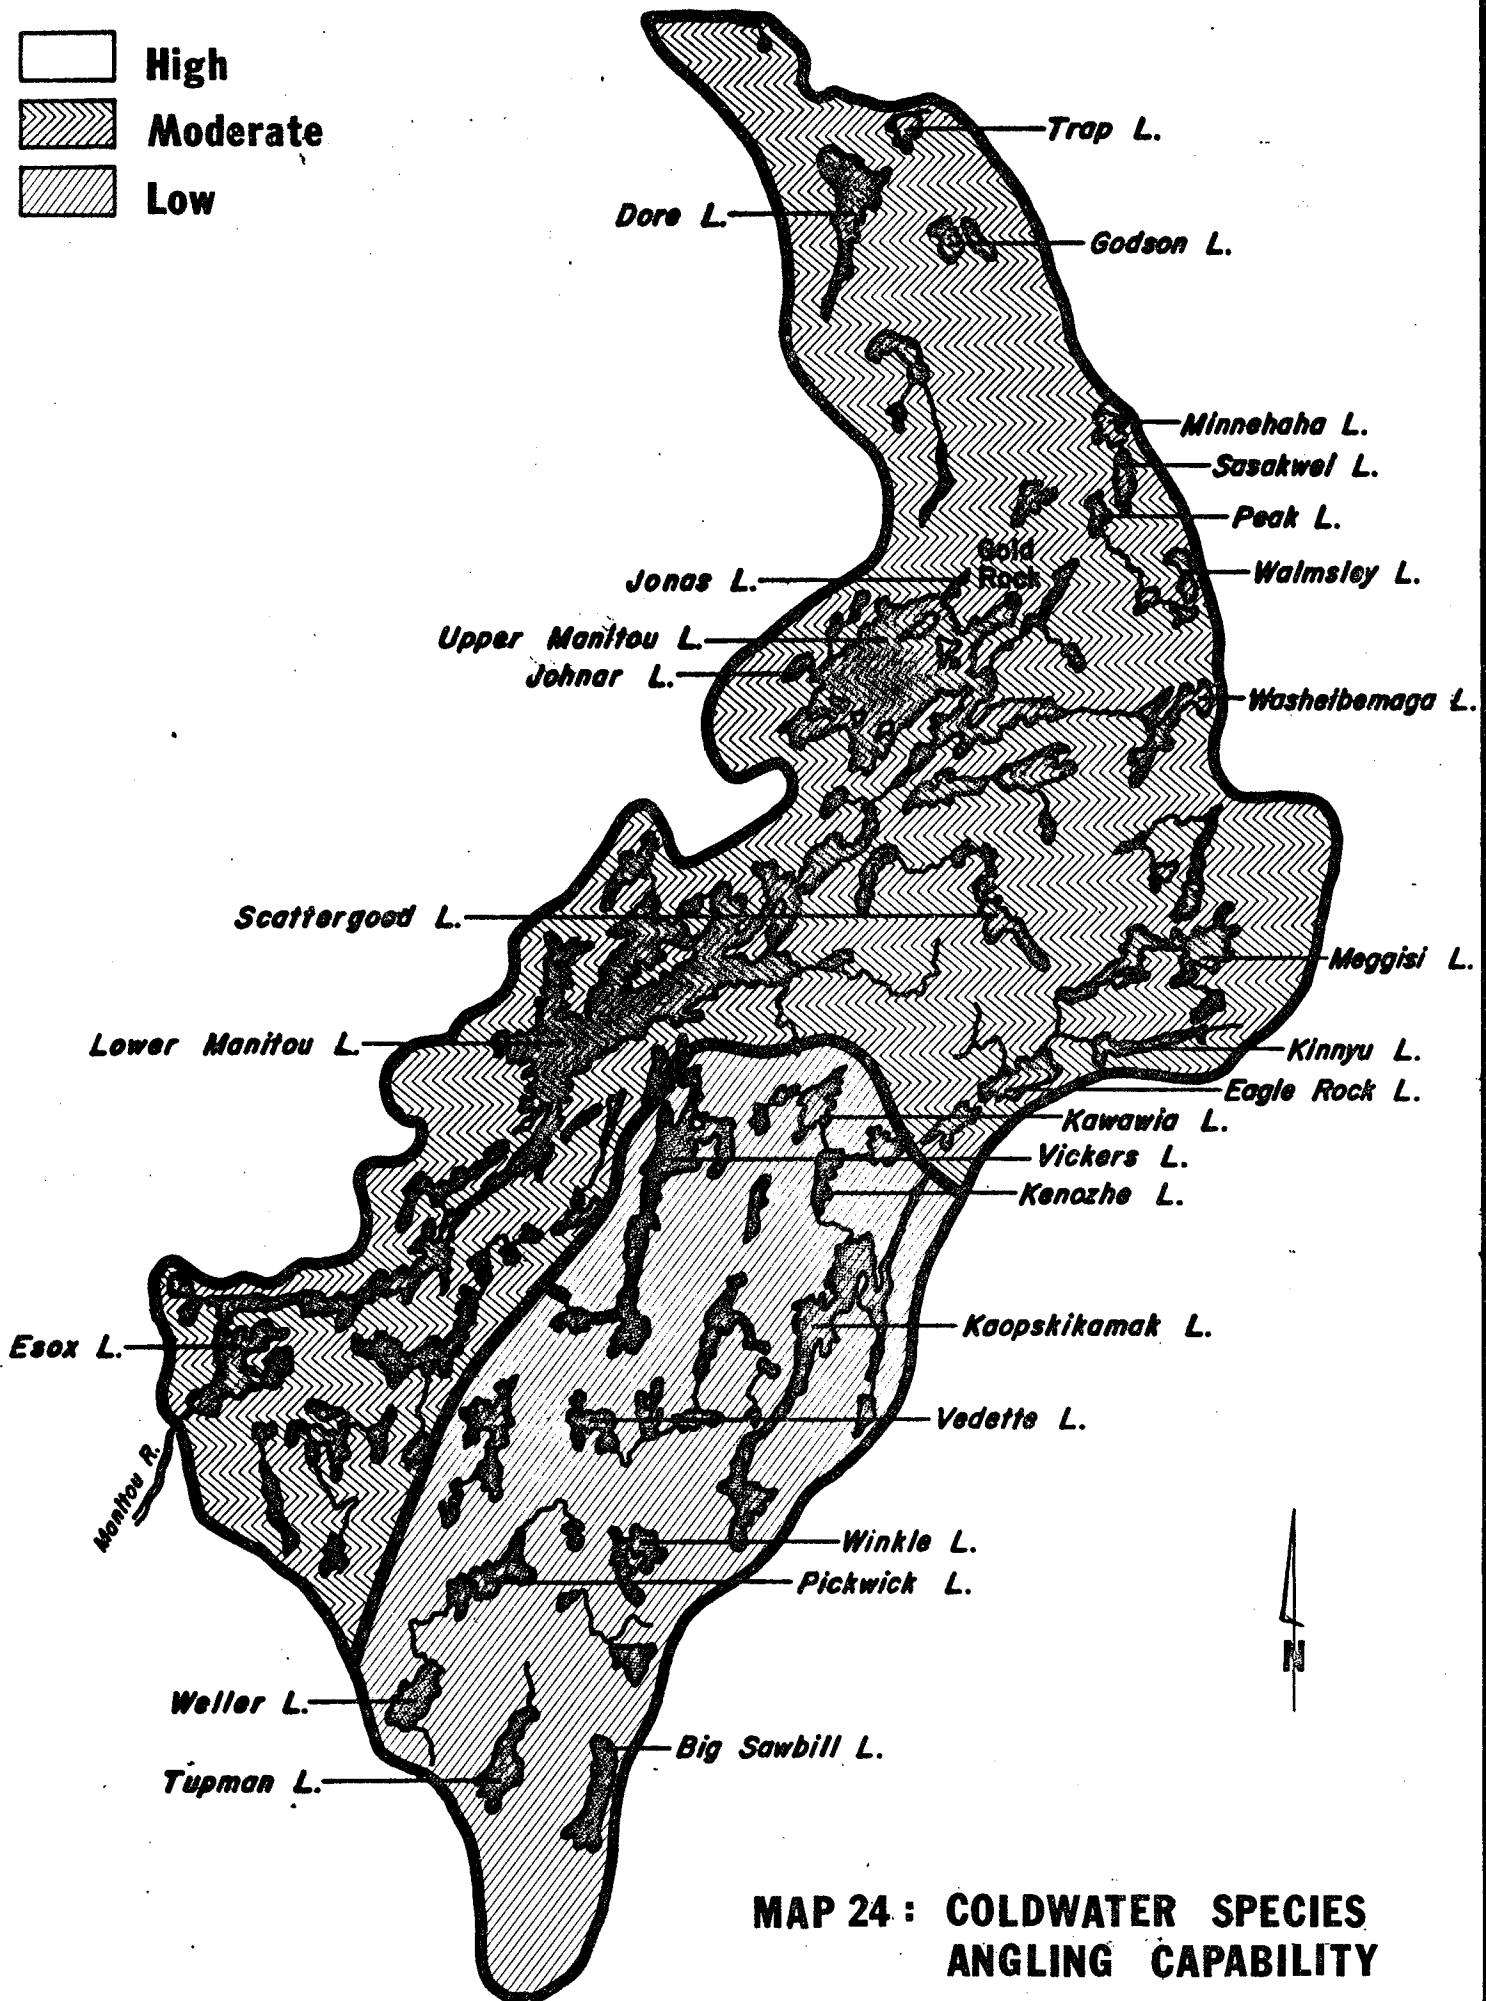 High
Moderate
Low
Trap L.
Dore L.
Godson L.
Minnehaha L.
Sasakwei L.
Peak L.
Gold
Rock
Jonas L.
Walmsley L.
Upper Manitou L.
Johnar L.
Washeibemaga L.
Scattergood L.
Meggisi L.
Lower Manitou L.
Kinnyu L.
Eagle Rock L.
Kawawia L.
Vickers L.
Kenozhe L.
Kaopskikamak L.
Esox L.
Vedette L.
Manitou R.
Winkle L.
Pickwick L.
N
Weller L.
Big Sawbill L.
Tupman L.
MAP 24 : COLDWATER SPECIES
ANGLING CAPABILITY